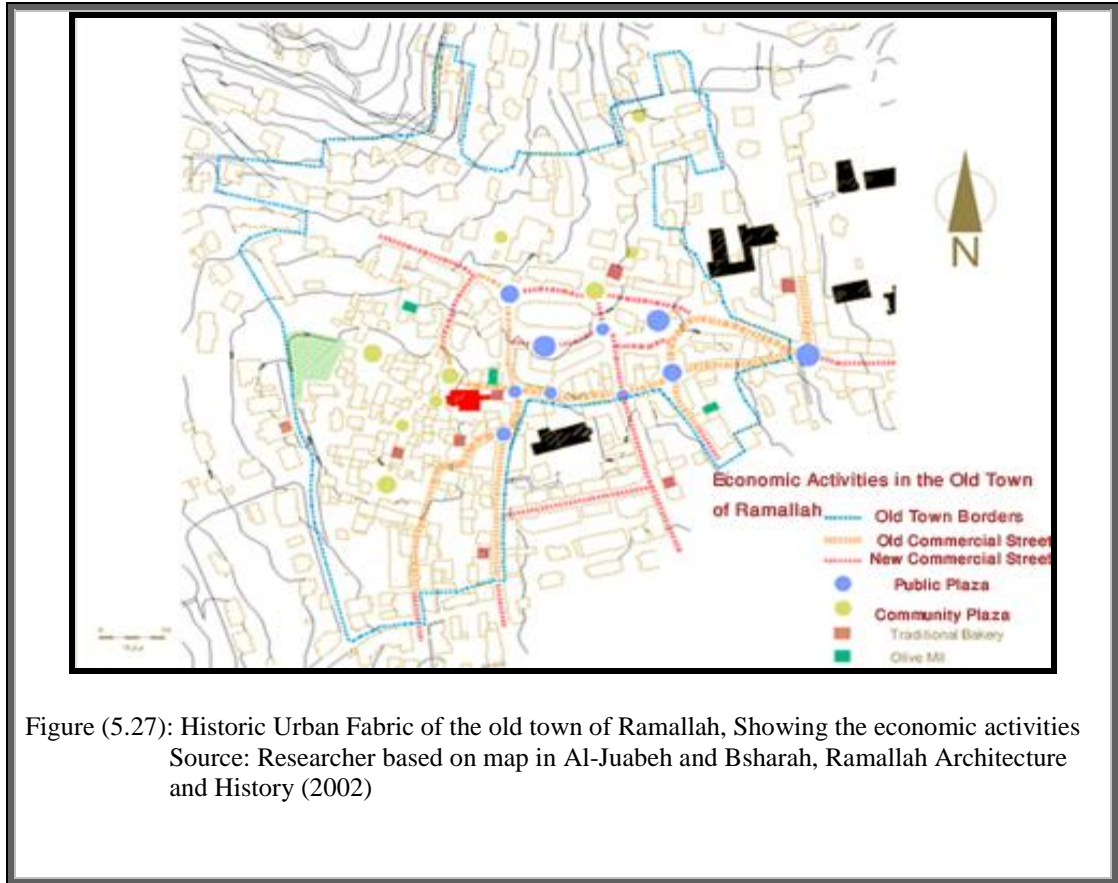 N
Economic Activities in the Old Town
of Ramallah
Old Town Borders
Old Commercial Street
New Commercial Street
Public Plaza
Community Plaza
Traditional Bakery
Olive Mil
Figure (5.27): Historic Urban Fabric of the old town of Ramallah, Showing the economic activities
Source: Researcher based on map in Al-Juabeh and Bsharah, Ramallah Architecture
and History (2002)